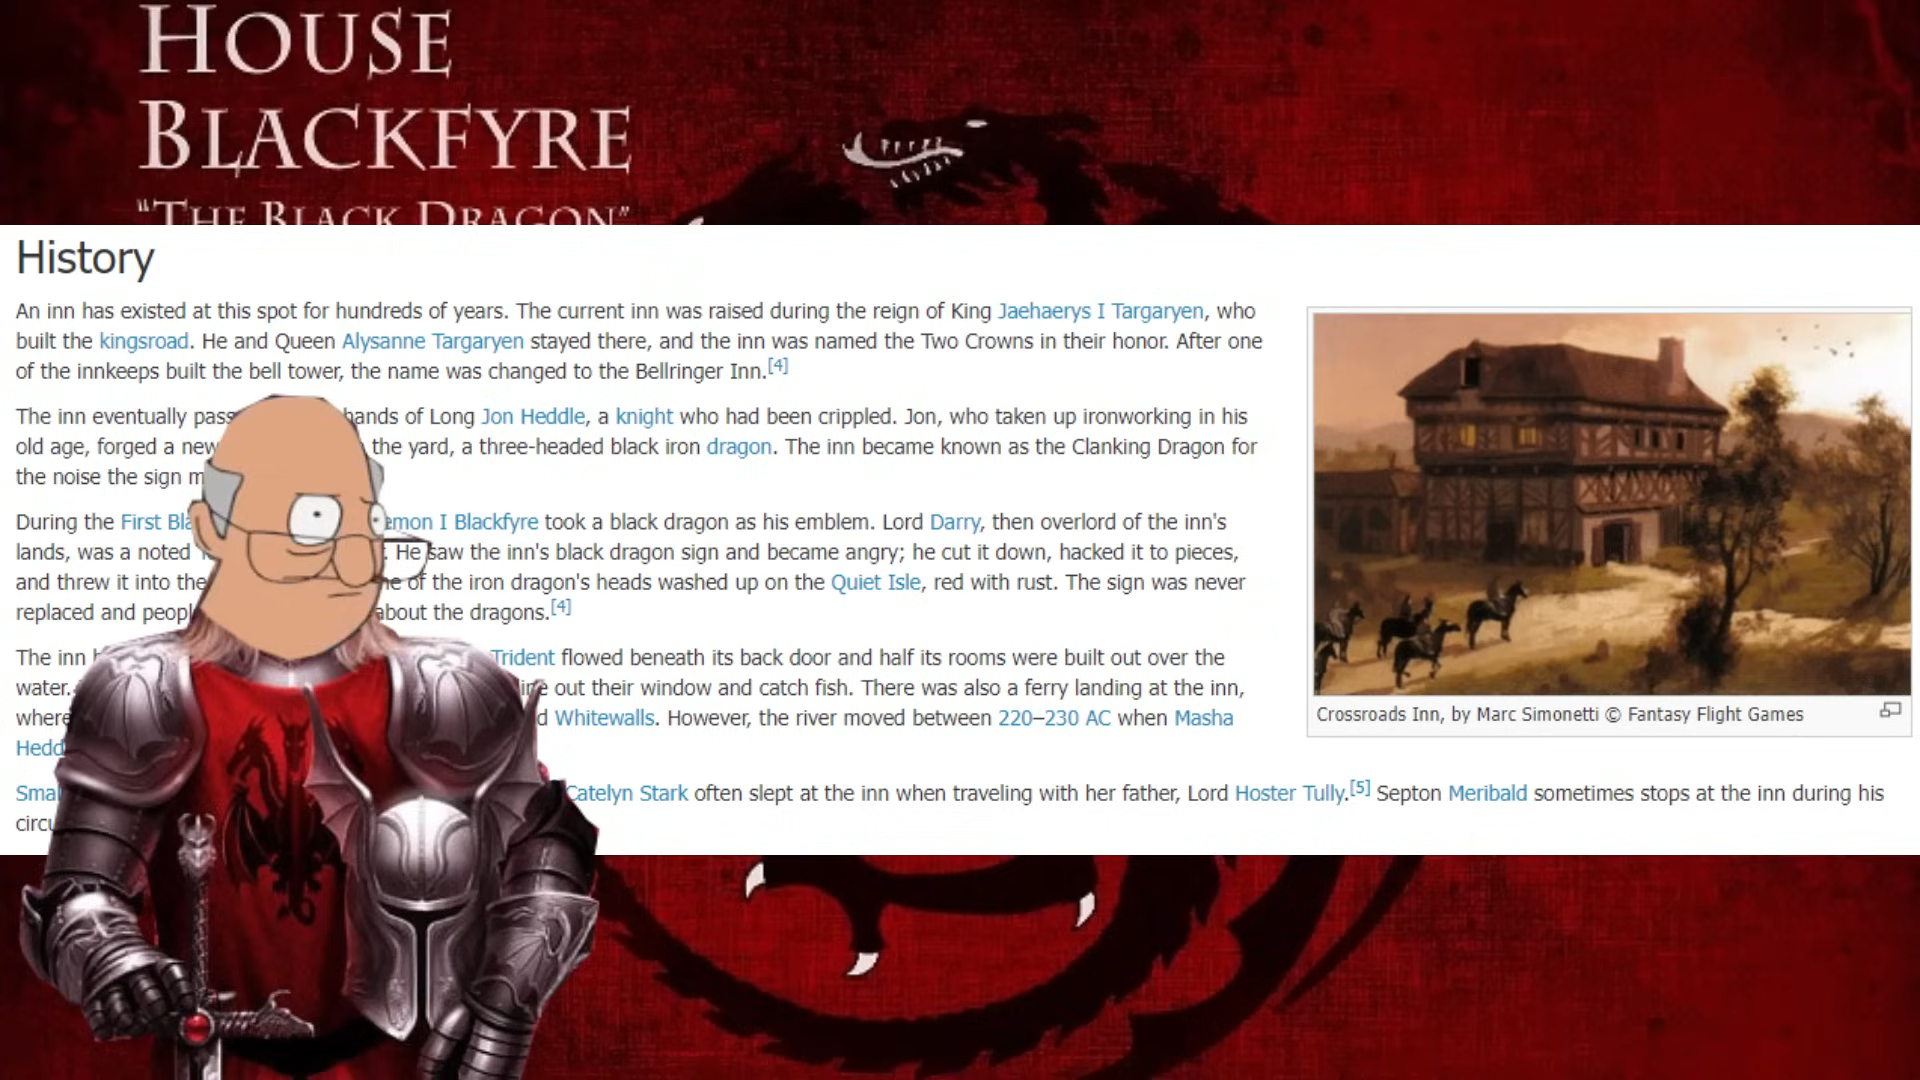 HOUSE
BLACKFYRE
"THE BLACK DRAGON"
History
An inn has existed at this spot for hundreds of years. The current inn was raised during the reign of King Jaehaerys I Targaryen, who
built the kingsroad. He and Queen Alysanne Targaryen stayed there, and the inn was named the Two Crowns in their honor. After one
of the innkeeps built the bell tower, the name was changed to the Bellringer Inn.[4]
The inn eventually hands of Long Jon Heddle, a knight who had been crippled. Jon, who taken up ironworking in his
old age, forged a new the yard, a three-headed black iron dragon. The inn became known as the Clanking Dragon for
the noise the sign
During the First I Blackfyre took a black dragon as his emblem. Lord Darry, then overlord of the inn's
lands, was a noted He saw the inn's black dragon sign and became angry; he cut it down, hacked it to pieces,
and threw it into the of the iron dragon's heads washed up on the Quiet Isle, red with rust. The sign was never
replaced and about the dragons.[4]
The inn Trident flowed beneath its back door and half its rooms were built out over the
water. out their window and catch fish. There was also a ferry landing at the inn,
where Whitewalls. However, the river moved between 220–230 AC when Masha
Catelyn Stark often slept at the inn when traveling with her father, Lord Hoster Tully.[5] Septon Meribald sometimes stops at the inn during his
Crossroads Inn, by Marc Simonetti © Fantasy Flight Games